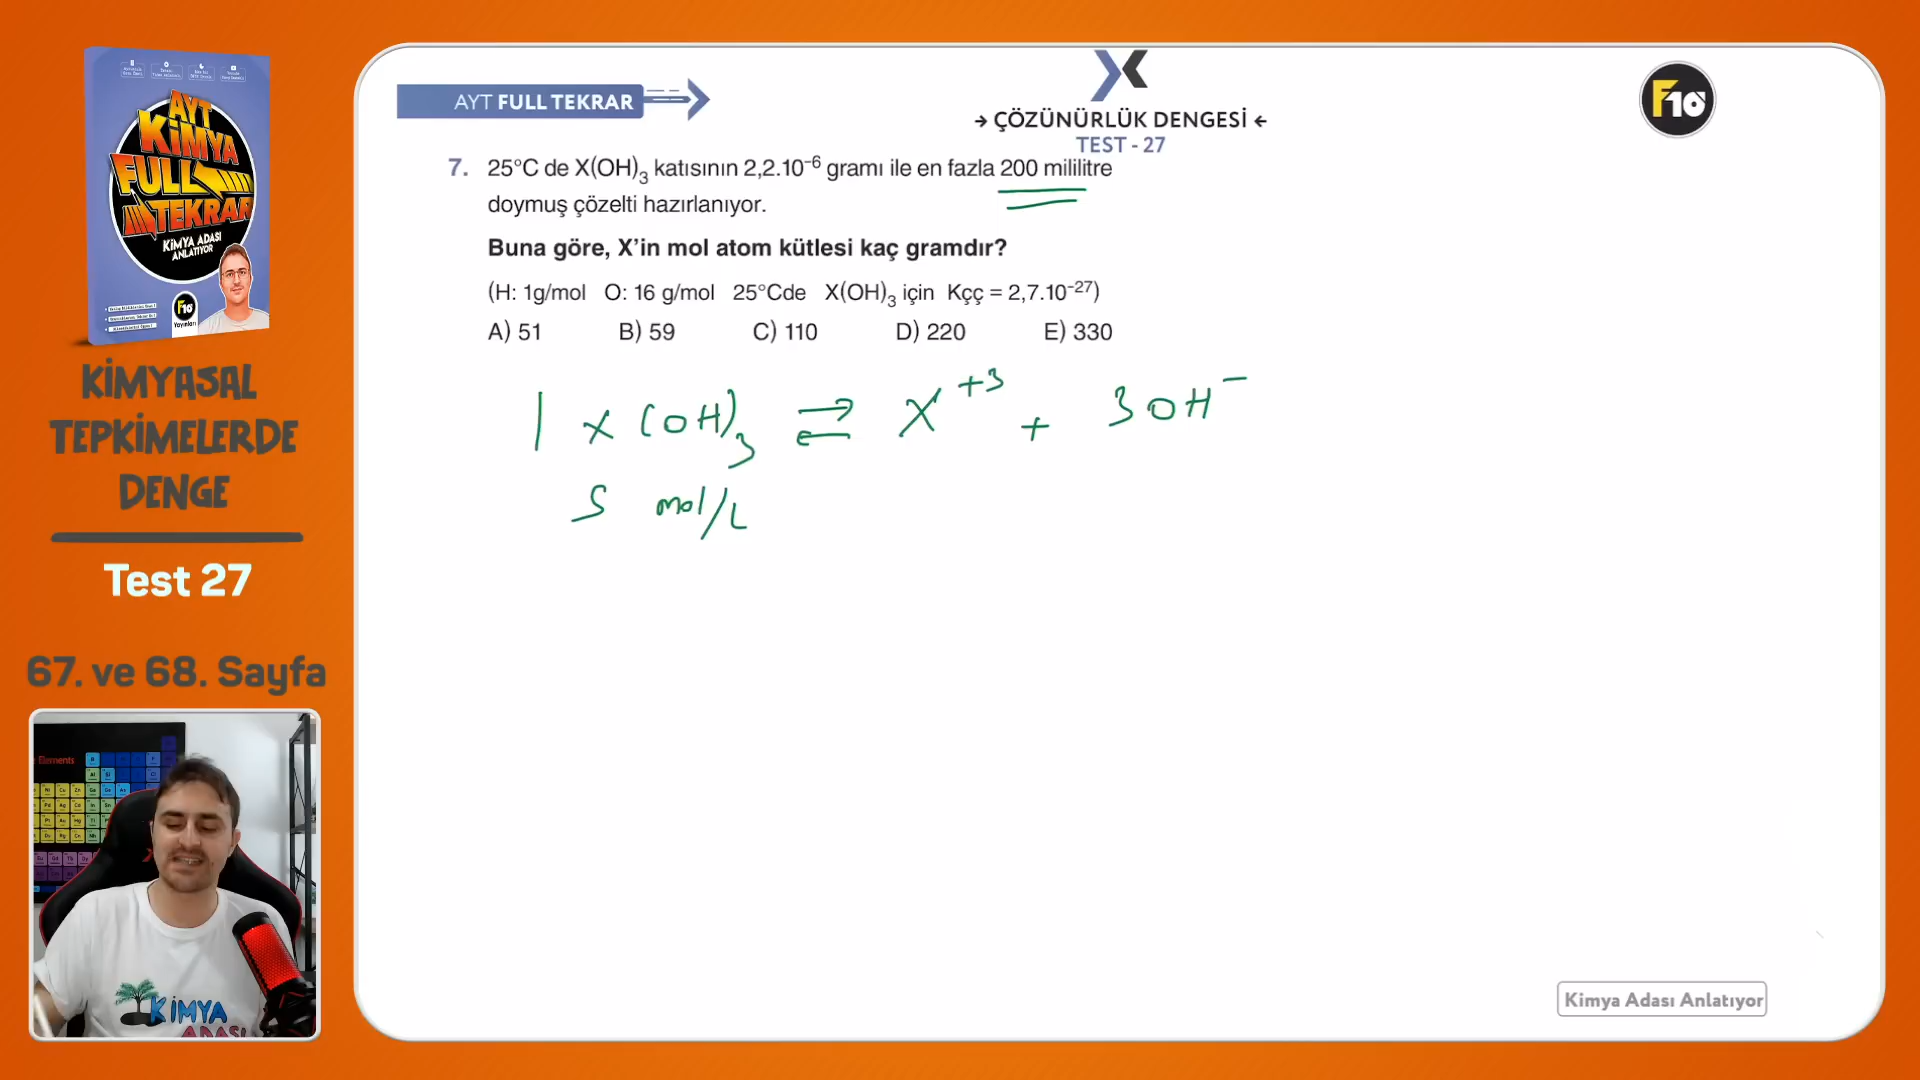 AYT
KİMYA
FULL
TEKRAR
KİMYA ADASI
ANLATIYOR
F10
Yayınları
KİMYASAL
TEPKİMELERDE
DENGE
Test 27
67. ve 68. Sayfa
Elements
KİMYA
ADASI
AYT FULL TEKRAR
→ ÇÖZÜNÜRLÜK DENGESİ ←
TEST - 27
F10
7. 25°C de X(OH)₃ katısının 2,2.10⁻⁶ gramı ile en fazla 200 mililitre
doymuş çözelti hazırlanıyor.
Buna göre, X’in mol atom kütlesi kaç gramdır?
(H: 1g/mol O: 16 g/mol 25°Cde X(OH)₃ için Kçç = 2,7.10⁻²⁷)
A) 51 B) 59 C) 110 D) 220 E) 330
1 X(OH)₃ ⇄ X⁺³ + 3OH⁻
S mol/L
Kimya Adası Anlatıyor